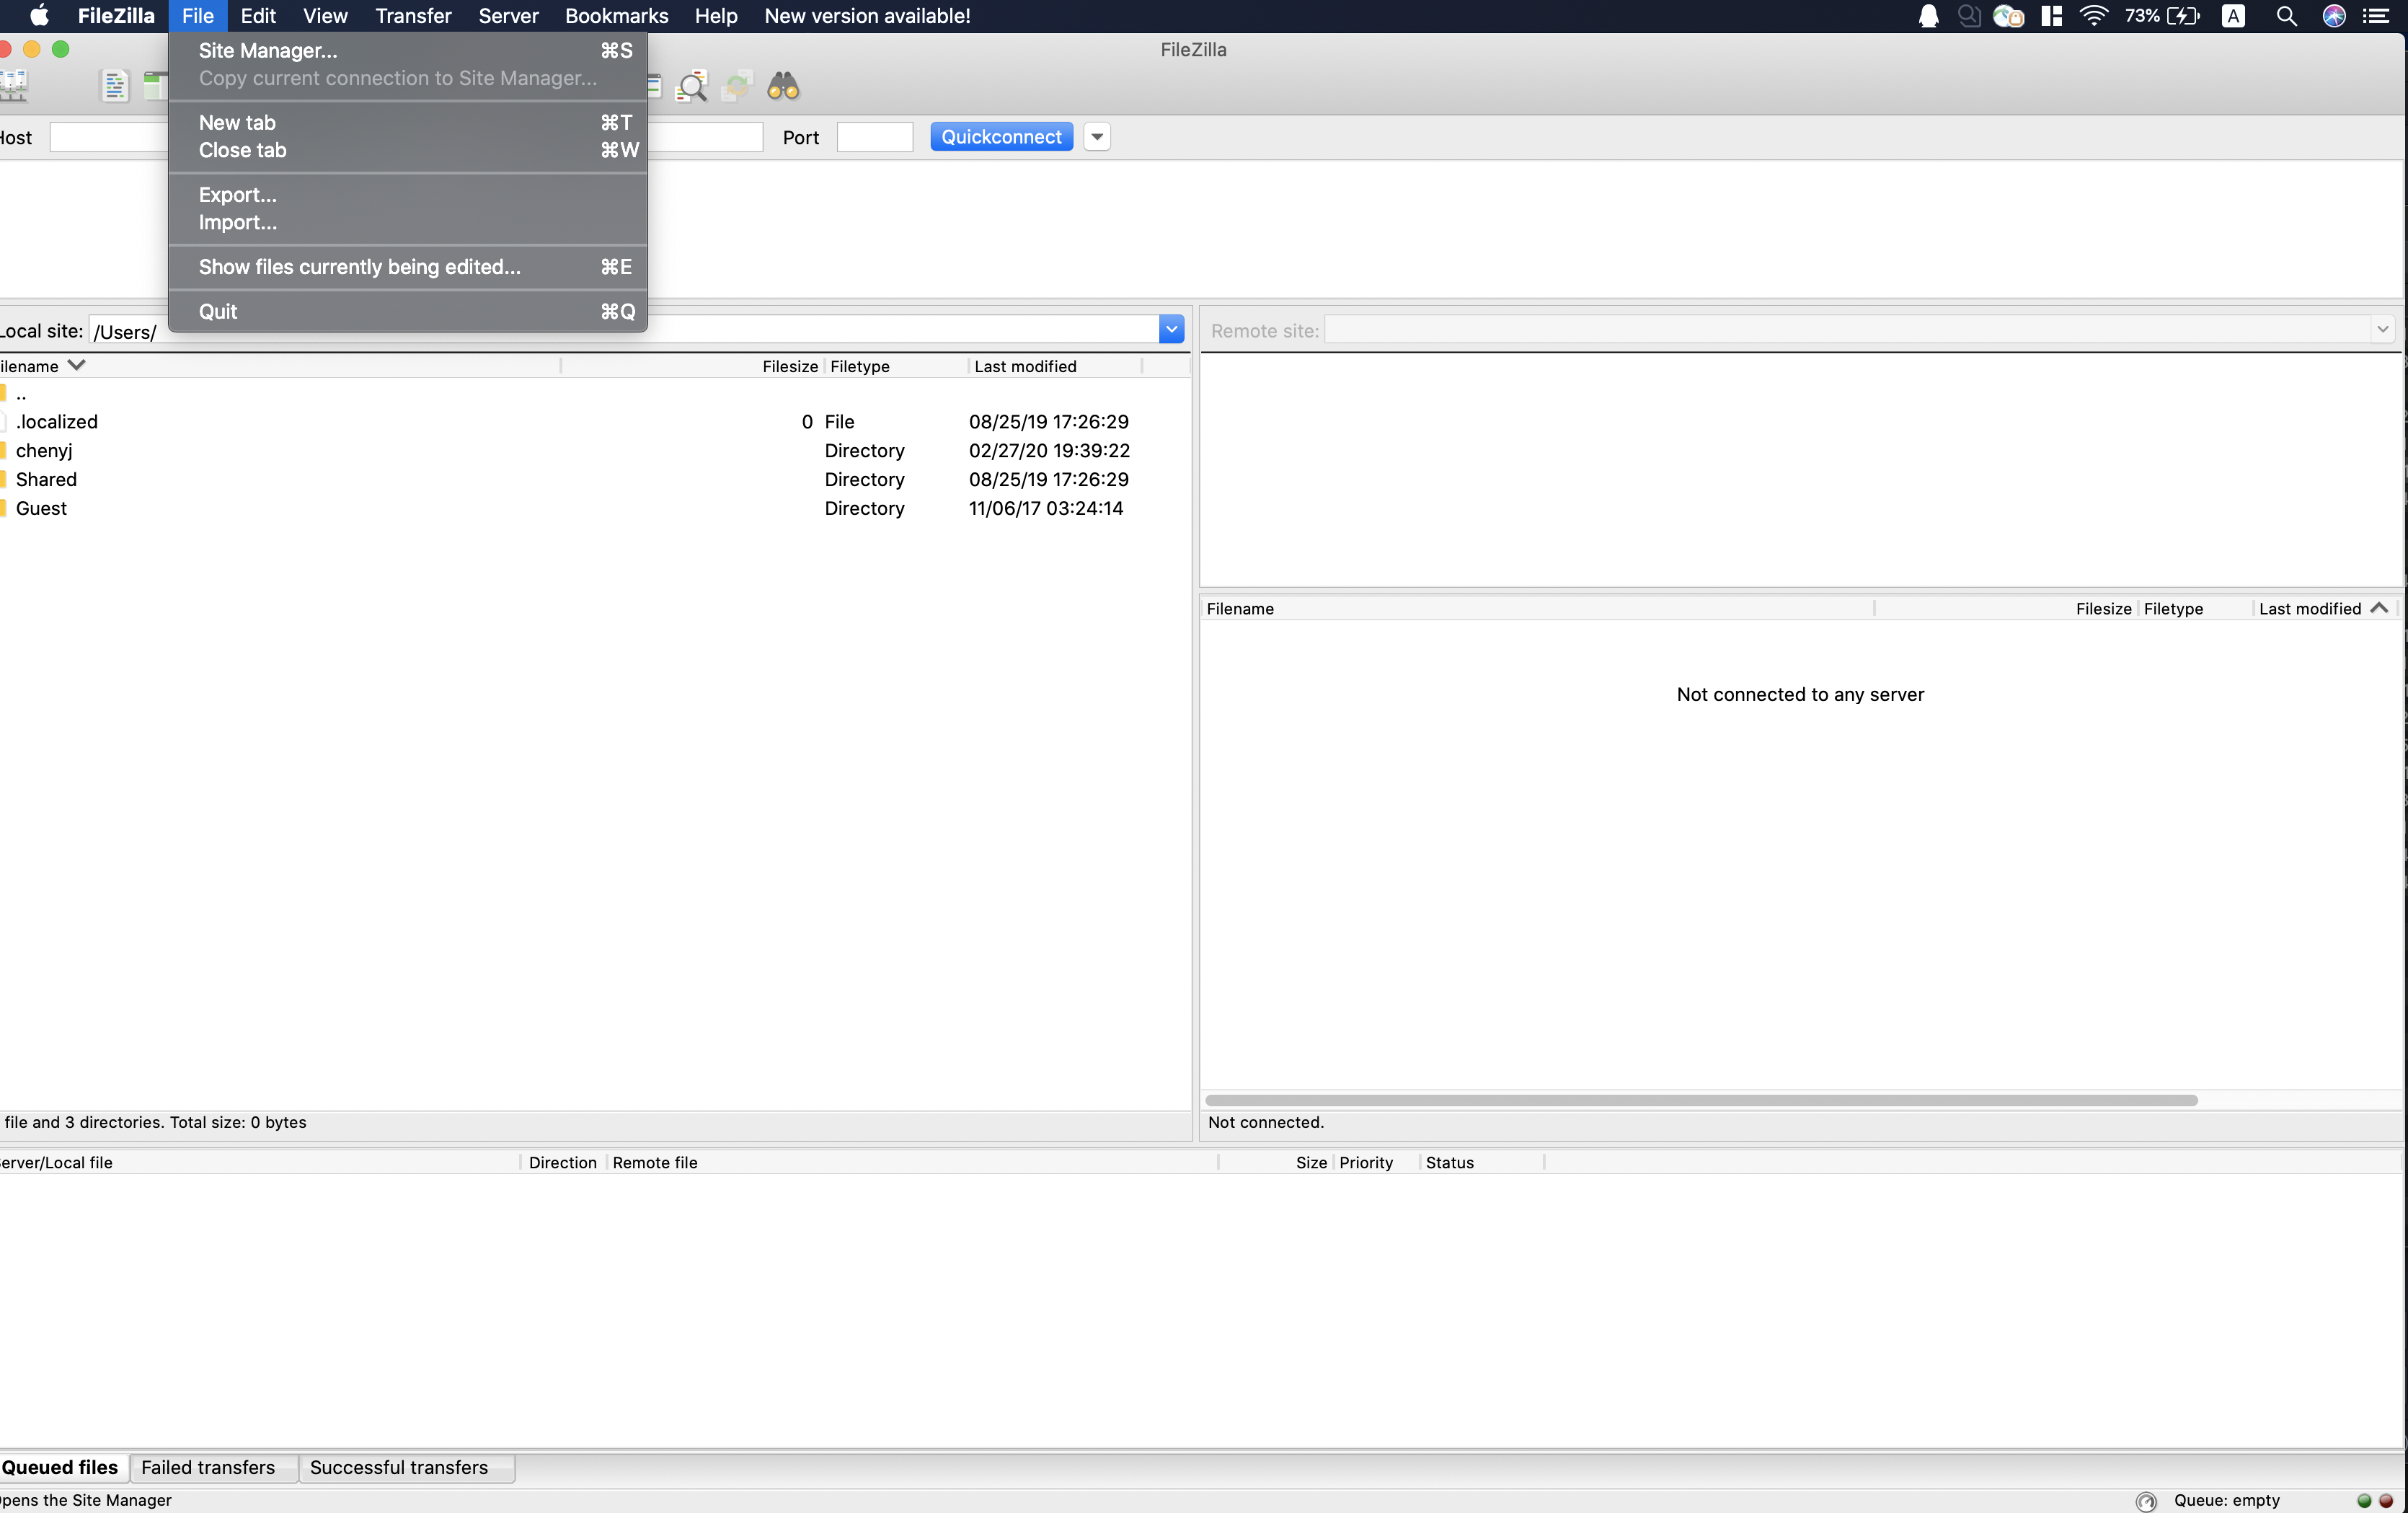 FileZilla File Edit View Transfer Server Bookmarks Help New version available! 73% A
FileZilla
Site Manager... ⌘S
Copy current connection to Site Manager...
New tab ⌘T
Close tab ⌘W
Export...
Import...
Show files currently being edited... ⌘E
Quit ⌘Q
Host Port Quickconnect
Local site: /Users/
Remote site:
ilename Filesize Filetype Last modified
..
.localized 0 File 08/25/19 17:26:29
chenyj Directory 02/27/20 19:39:22
Shared Directory 08/25/19 17:26:29
Guest Directory 11/06/17 03:24:14
Filename Filesize Filetype Last modified
Not connected to any server
file and 3 directories. Total size: 0 bytes
Not connected.
erver/Local file Direction Remote file Size Priority Status
Queued files Failed transfers Successful transfers
pens the Site Manager Queue: empty